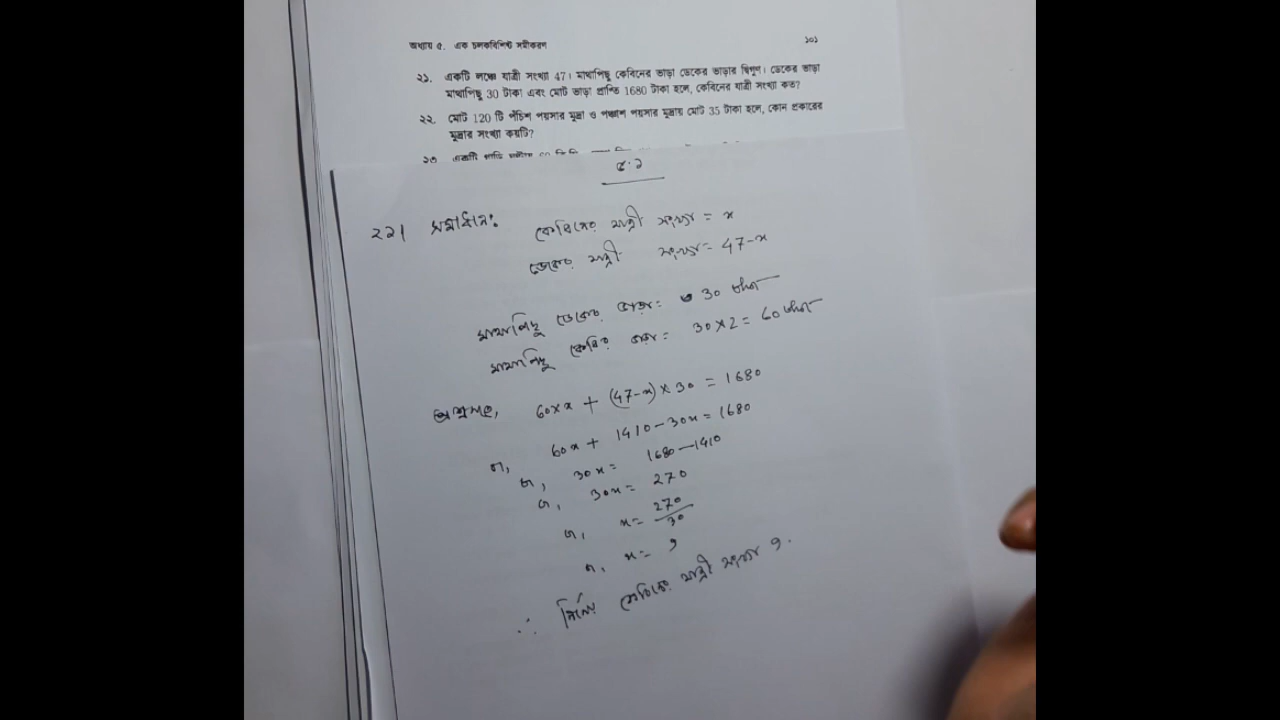 অধ্যায় ৫. এক চলকবিশিষ্ট সমীকরণ ১০১
২১. একটি লঞ্চে যাত্রী সংখ্যা 47। মাথাপিছু কেবিনের ভাড়া ডেকের ভাড়ার দ্বিগুণ। ডেকের ভাড়া
মাথাপিছু 30 টাকা এবং মোট ভাড়া প্রাপ্তি 1680 টাকা হলে, কেবিনের যাত্রী সংখ্যা কত?
২২. মোট 120 টি পঁচিশ পয়সার মুদ্রা ও পঞ্চাশ পয়সার মুদ্রায় মোট 35 টাকা হলে, কোন প্রকারের
মুদ্রার সংখ্যা কয়টি?
৫.১
২১। সমাধান: কেবিনের যাত্রী সংখ্যা = x
ডেকের যাত্রী সংখ্যা = 47-x
মাথাপিছু ডেকের ভাড়া = 30 টাকা
মাথাপিছু কেবিন ভাড়া = 30×2 = 60 টাকা
প্রশ্নমতে, 60×x + (47-x)×30 = 1680
বা, 60x + 1410-30x = 1680
বা, 30x = 1680-1410
বা, 30x = 270
বা, x = 270/30
বা, x = 9
∴ নির্ণেয় কেবিনের যাত্রী সংখ্যা 9.